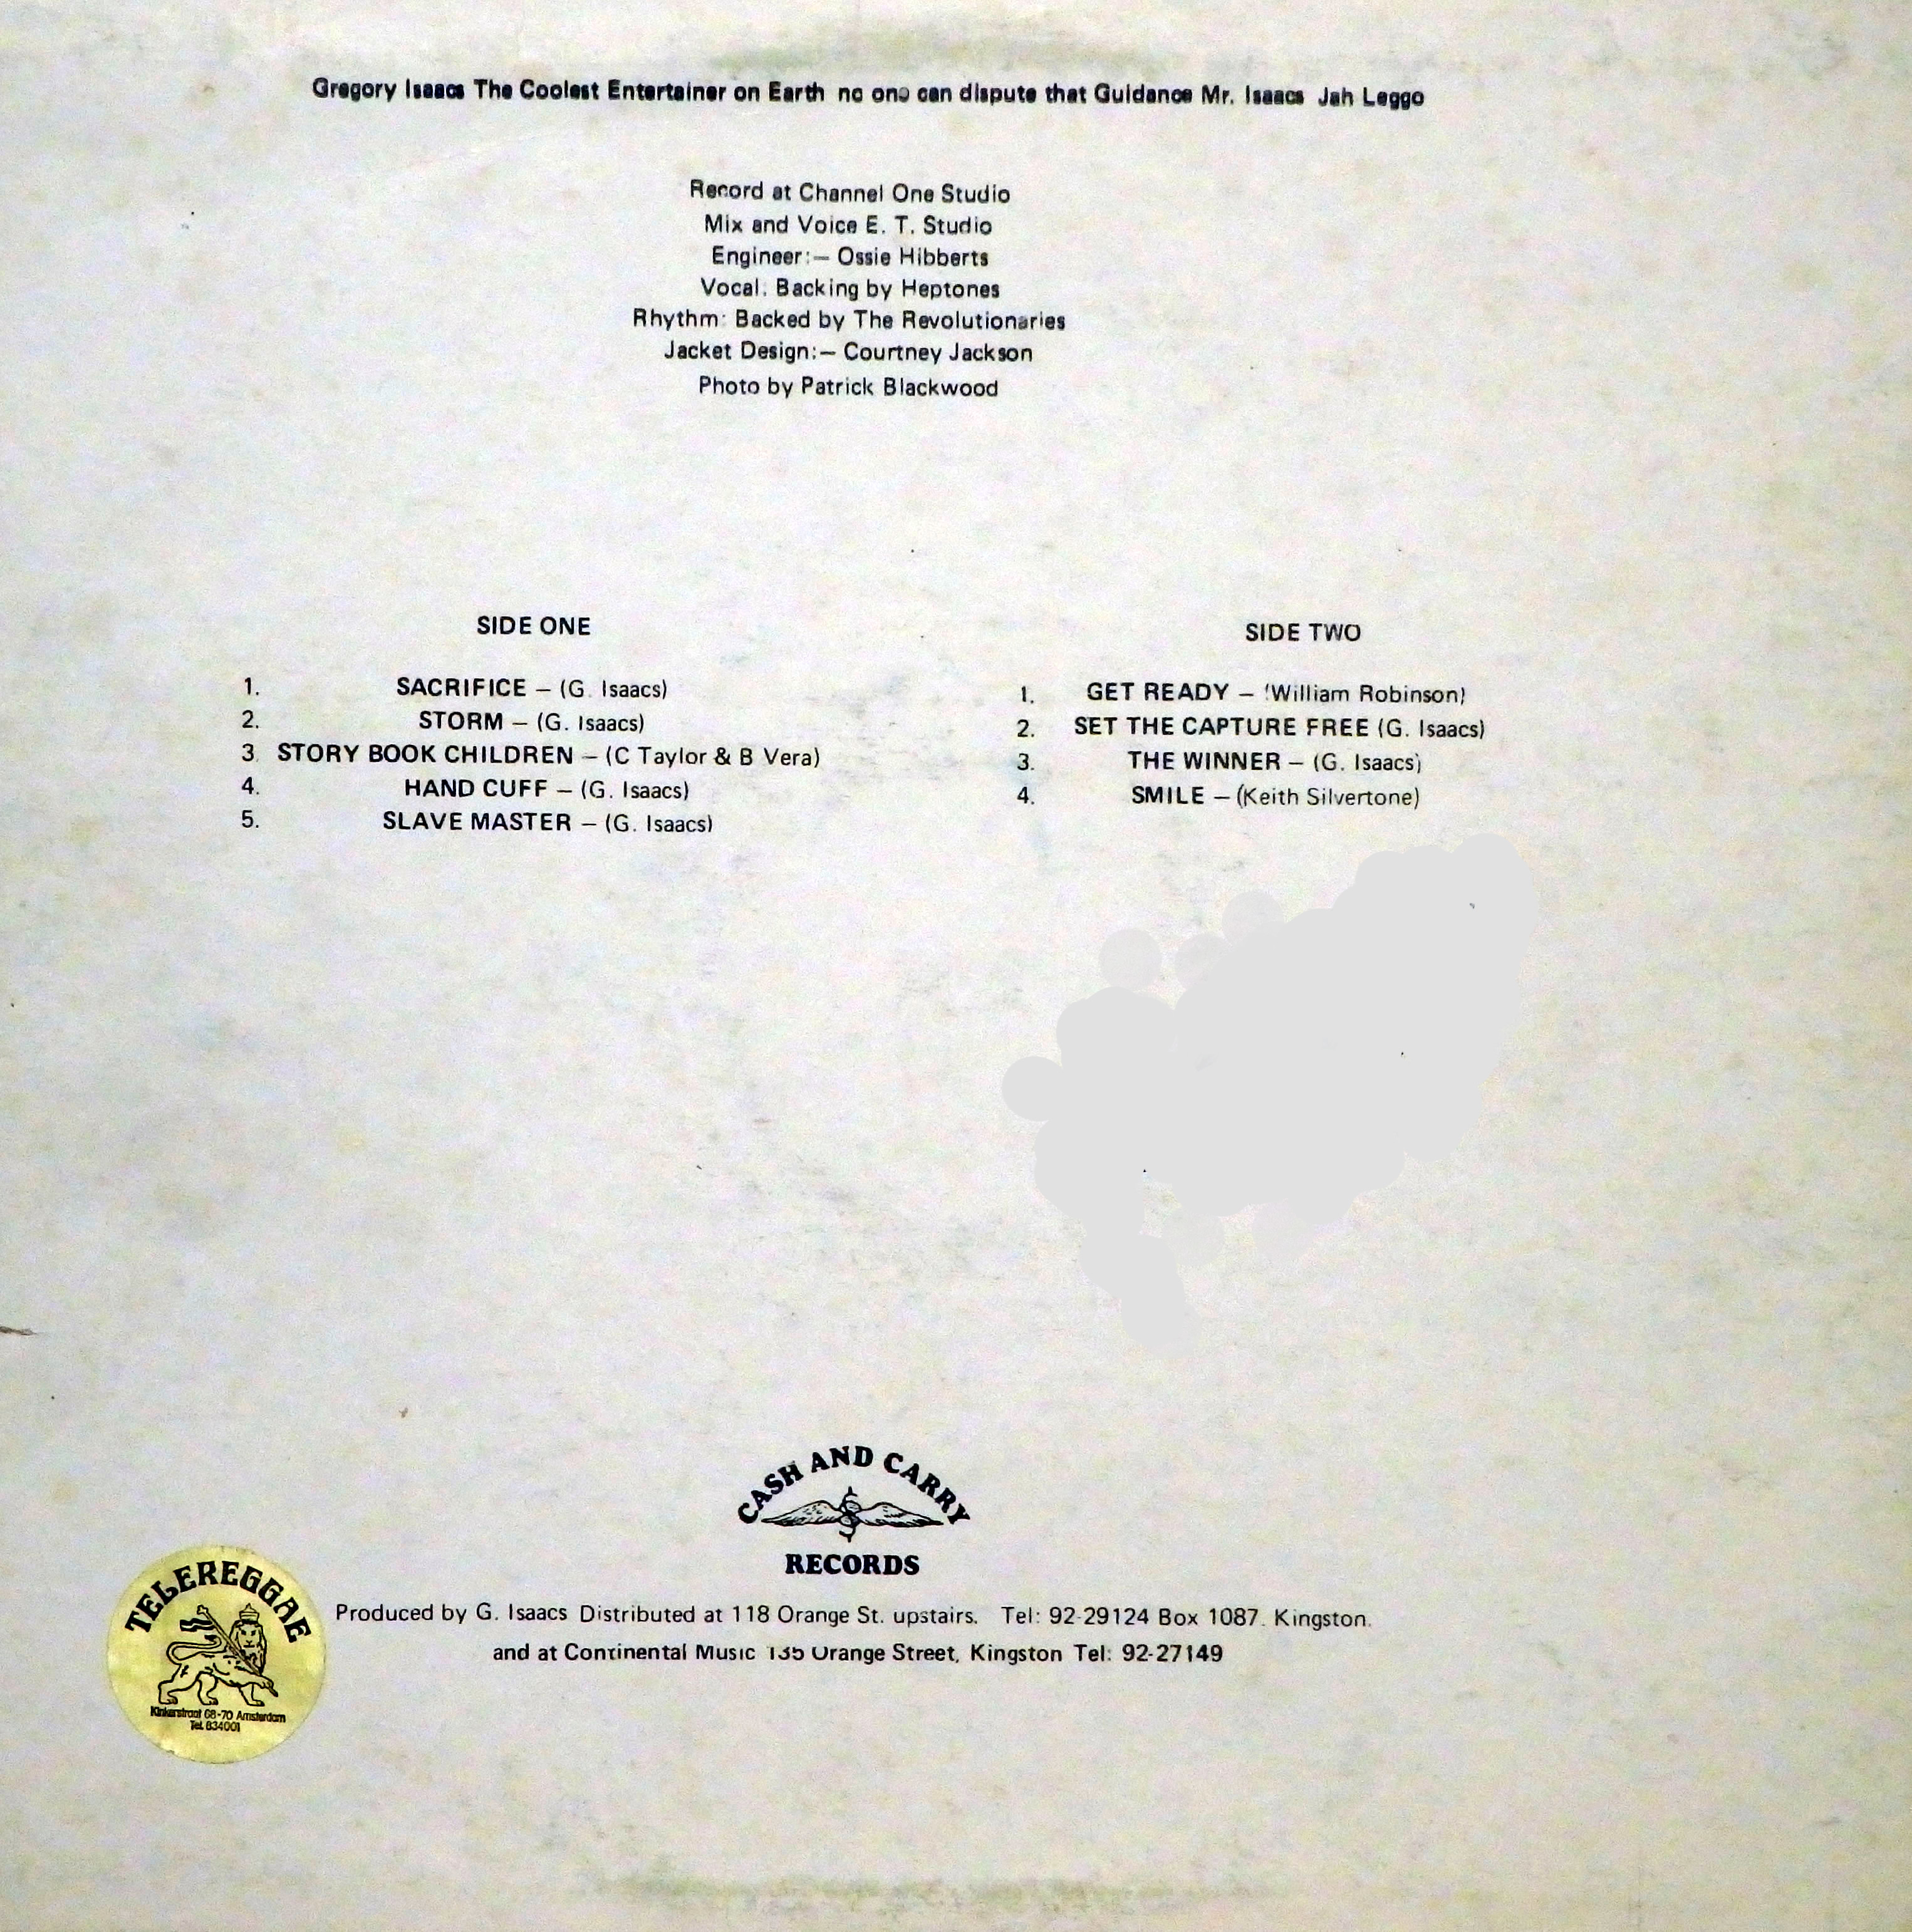 Gregory Isaacs The Coolest Entertainer on Earth no one can dispute that Guidance Mr. Isaacs Jah Leggo
Record at Channel One Studio
Mix and Voice E. T. Studio
Engineer:— Ossie Hibberts
Vocal: Backing by Heptones
Rhythm: Backed by The Revolutionaries
Jacket Design:— Courtney Jackson
Photo by Patrick Blackwood
SIDE ONE
1. SACRIFICE — (G. Isaacs)
2. STORM — (G. Isaacs)
3. STORY BOOK CHILDREN — (C Taylor & B Vera)
4. HAND CUFF — (G. Isaacs)
5. SLAVE MASTER — (G. Isaacs)
SIDE TWO
1. GET READY — (William Robinson)
2. SET THE CAPTURE FREE (G. Isaacs)
3. THE WINNER — (G. Isaacs)
4. SMILE — (Keith Silvertone)
CASH AND CARRY
RECORDS
Produced by G. Isaacs Distributed at 118 Orange St. upstairs. Tel: 92-29124 Box 1087. Kingston.
and at Continental Music 135 Orange Street, Kingston Tel: 92-27149
TELEREGGAE
Kinkerstraat 68-70 Amsterdam
Tel. 834001